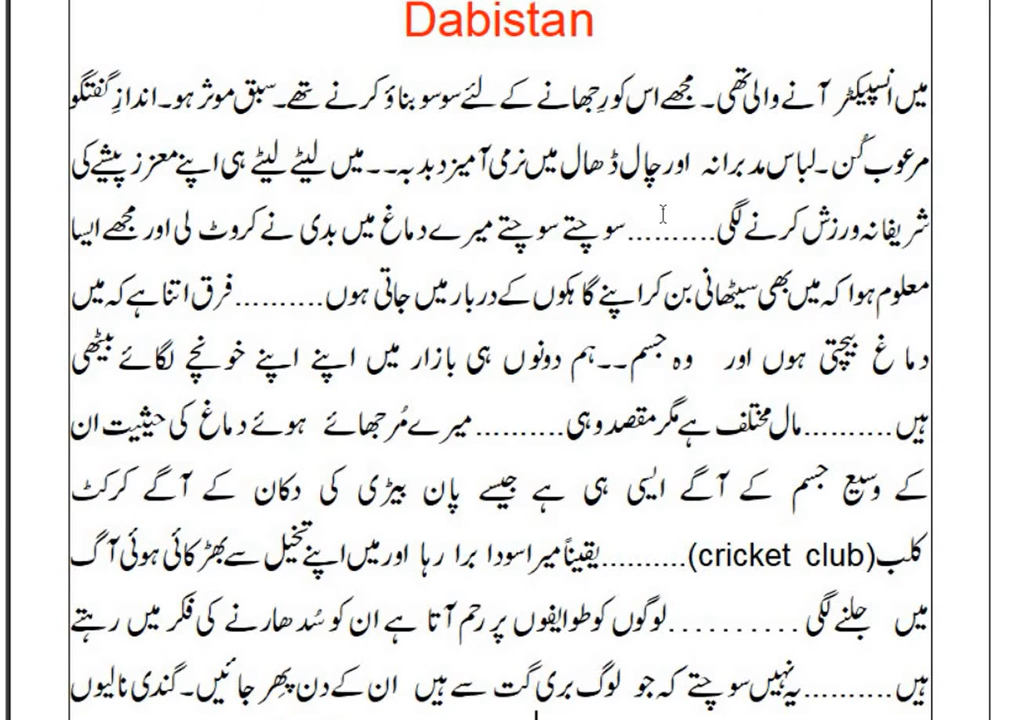 Dabistan
میں انسپیکٹر آنے والی تھی۔ مجھے اس کو رِجھانے کے لئے سو سو بناؤ کرنے تھے۔ سبق موثر ہو۔ اندازِ گفتگو
مرعوب کُن۔ لباس مدبرانہ اور چال ڈھال میں نرمی آمیز دبدبہ۔۔ میں لیٹے لیٹے ہی اپنے معزز پیشے کی
شریفانہ ورزش کرنے لگی..........سوچتے سوچتے میرے دماغ میں بدی نے کروٹ لی اور مجھے ایسا
معلوم ہوا کہ میں بھی سیٹھانی بن کر اپنے گاہکوں کے دربار میں جاتی ہوں..........فرق اتنا ہے کہ میں
دماغ بیچتی ہوں اور وہ جسم۔۔ہم دونوں ہی بازار میں اپنے اپنے خونچے لگائے بیٹھی
ہیں..........مال مختلف ہے مگر مقصد وہی..........میرے مُرجھائے ہوئے دماغ کی حیثیت ان
کے وسیع جسم کے آگے ایسی ہی ہے جیسے پان بیڑی کی دکان کے آگے کرکٹ
کلب(cricket club)..........یقیناً میرا سودا برا رہا اور میں اپنے تخیل سے بھڑکائی ہوئی آگ
میں جلنے لگی ..........لوگوں کو طوایفوں پر رحم آتا ہے ان کو سُدھارنے کی فکر میں رہتے
ہیں..........یہ نہیں سوچتے کہ جو لوگ بری گت سے ہیں ان کے دن پھِر جائیں۔ گندی نالیوں